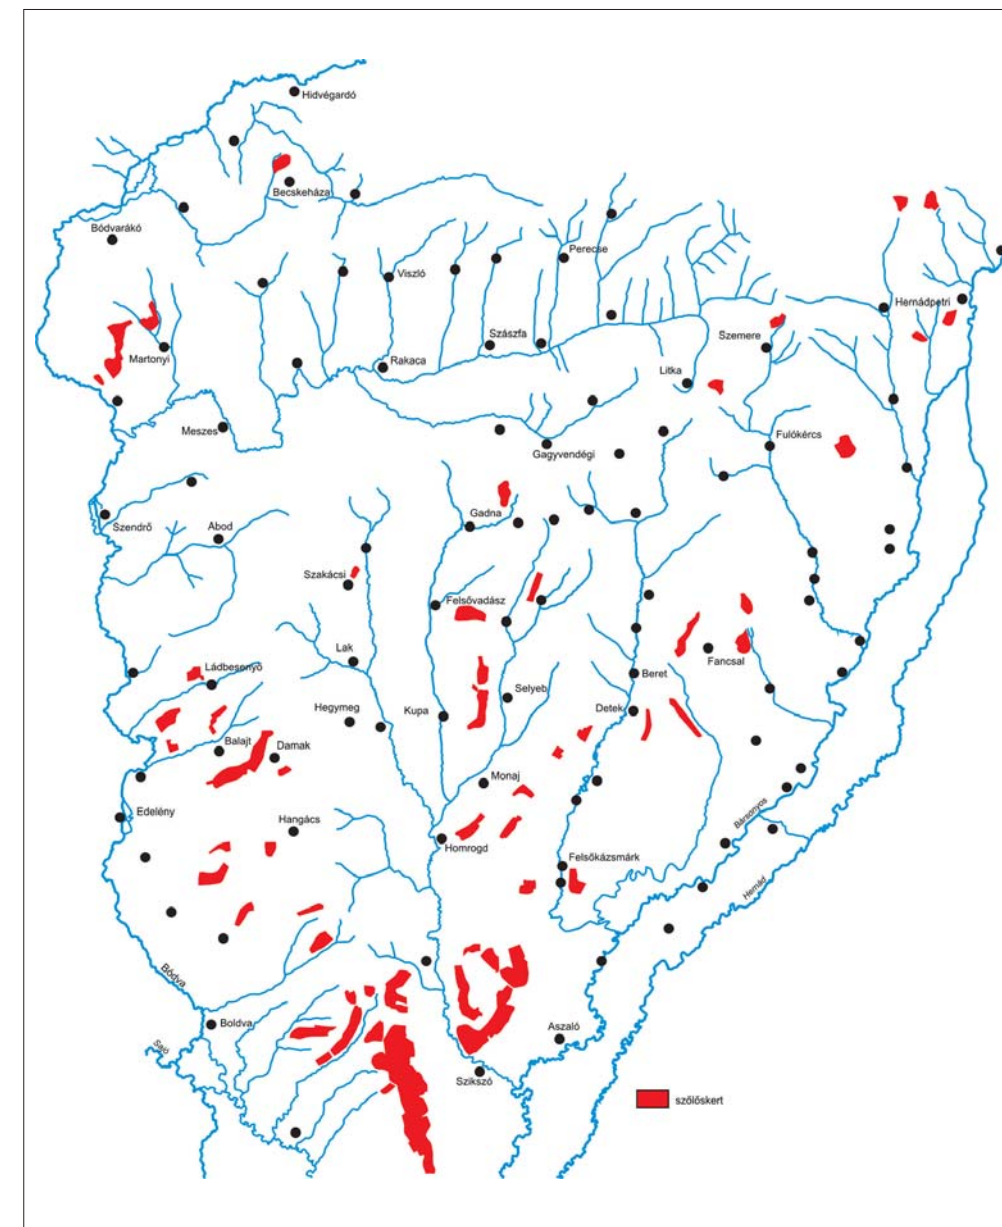 Hidvégardó
Becskeháza
Bódvarákó
Perecse
Viszló
Hernádpetri
Szászfa
Szemere
Martonyi
Rakaca
Litka
Meszes
Fulókércs
Gagyvendégi
Gadna
Szendrő
Abod
Szakácsi
Felsővadász
Lak
Fancsal
Ládbesenyő
Beret
Selyeb
Hegymeg
Kupa
Detek
Balajt
Damak
Monaj
Edelény
Bársonyos
Hangács
Homrogd
Felsőkázsmárk
Hernád
Bódva
Boldva
Aszaló
Sajó
Szikszó
szőlőskert